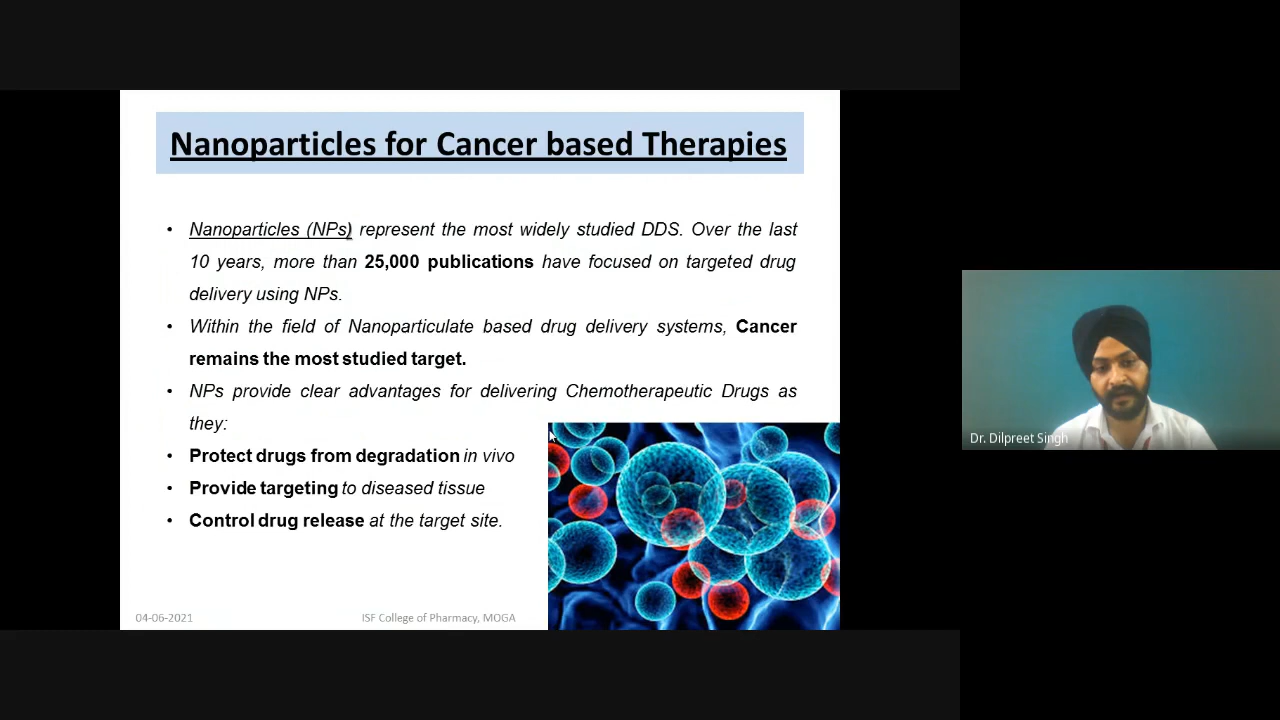 Nanoparticles for Cancer based Therapies
• Nanoparticles (NPs) represent the most widely studied DDS. Over the last
10 years, more than 25,000 publications have focused on targeted drug
delivery using NPs.
• Within the field of Nanoparticulate based drug delivery systems, Cancer
remains the most studied target.
• NPs provide clear advantages for delivering Chemotherapeutic Drugs as
they:
• Protect drugs from degradation in vivo
• Provide targeting to diseased tissue
• Control drug release at the target site.
04-06-2021
ISF College of Pharmacy, MOGA
Dr. Dilpreet Singh